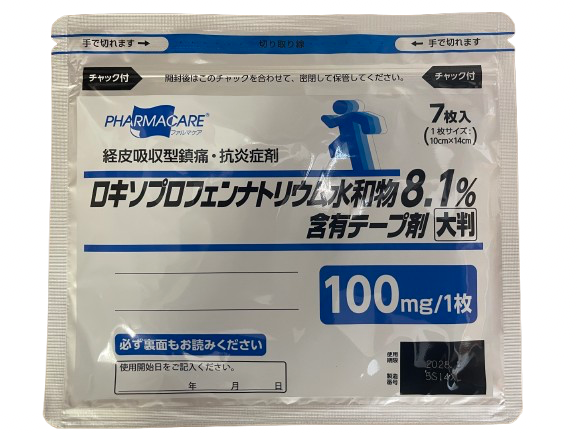 手で切れます → 切り取り線 ← 手で切れます
チャック付 開封後はこのチャックを合わせて、密閉して保管してください。 チャック付
PHARMACARE®
ファルマケア
7枚入
(1枚サイズ:
10cm×14cm)
経皮吸収型鎮痛・抗炎症剤
ロキソプロフェンナトリウム水和物8.1%
含有テープ剤 大判
100mg/1枚
必ず裏面もお読みください
使用開始日をご記入ください。
年 月 日
使用
期限
製造
番号